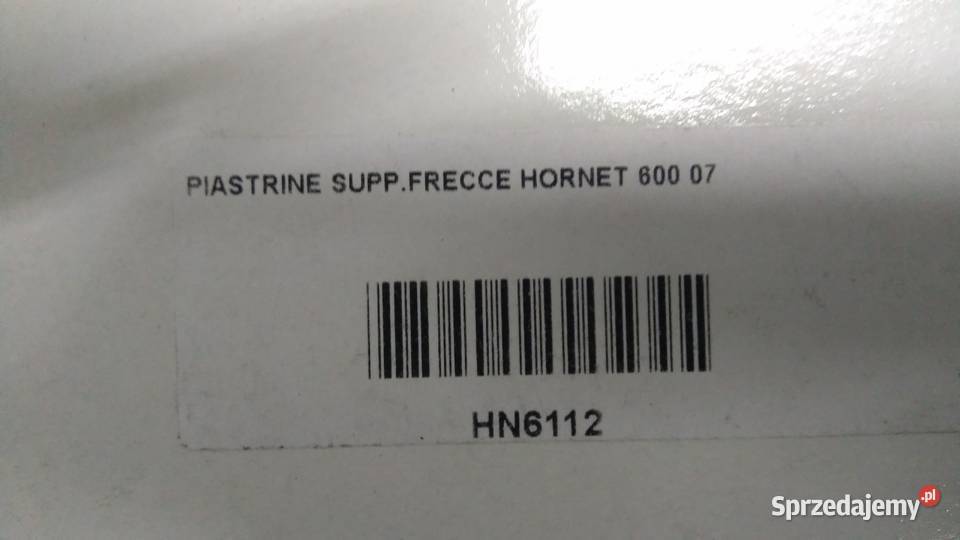 PIASTRINE SUPP.FRECCE HORNET 600 07
HN6112
Sprzedajemy.pl